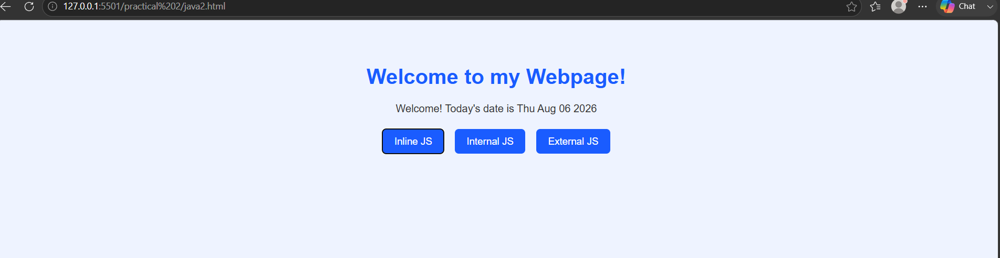 127.0.0.1:5501/practical%202/java2.html
Chat
Welcome to my Webpage!
Welcome! Today's date is Thu Aug 06 2026
Inline JS
Internal JS
External JS